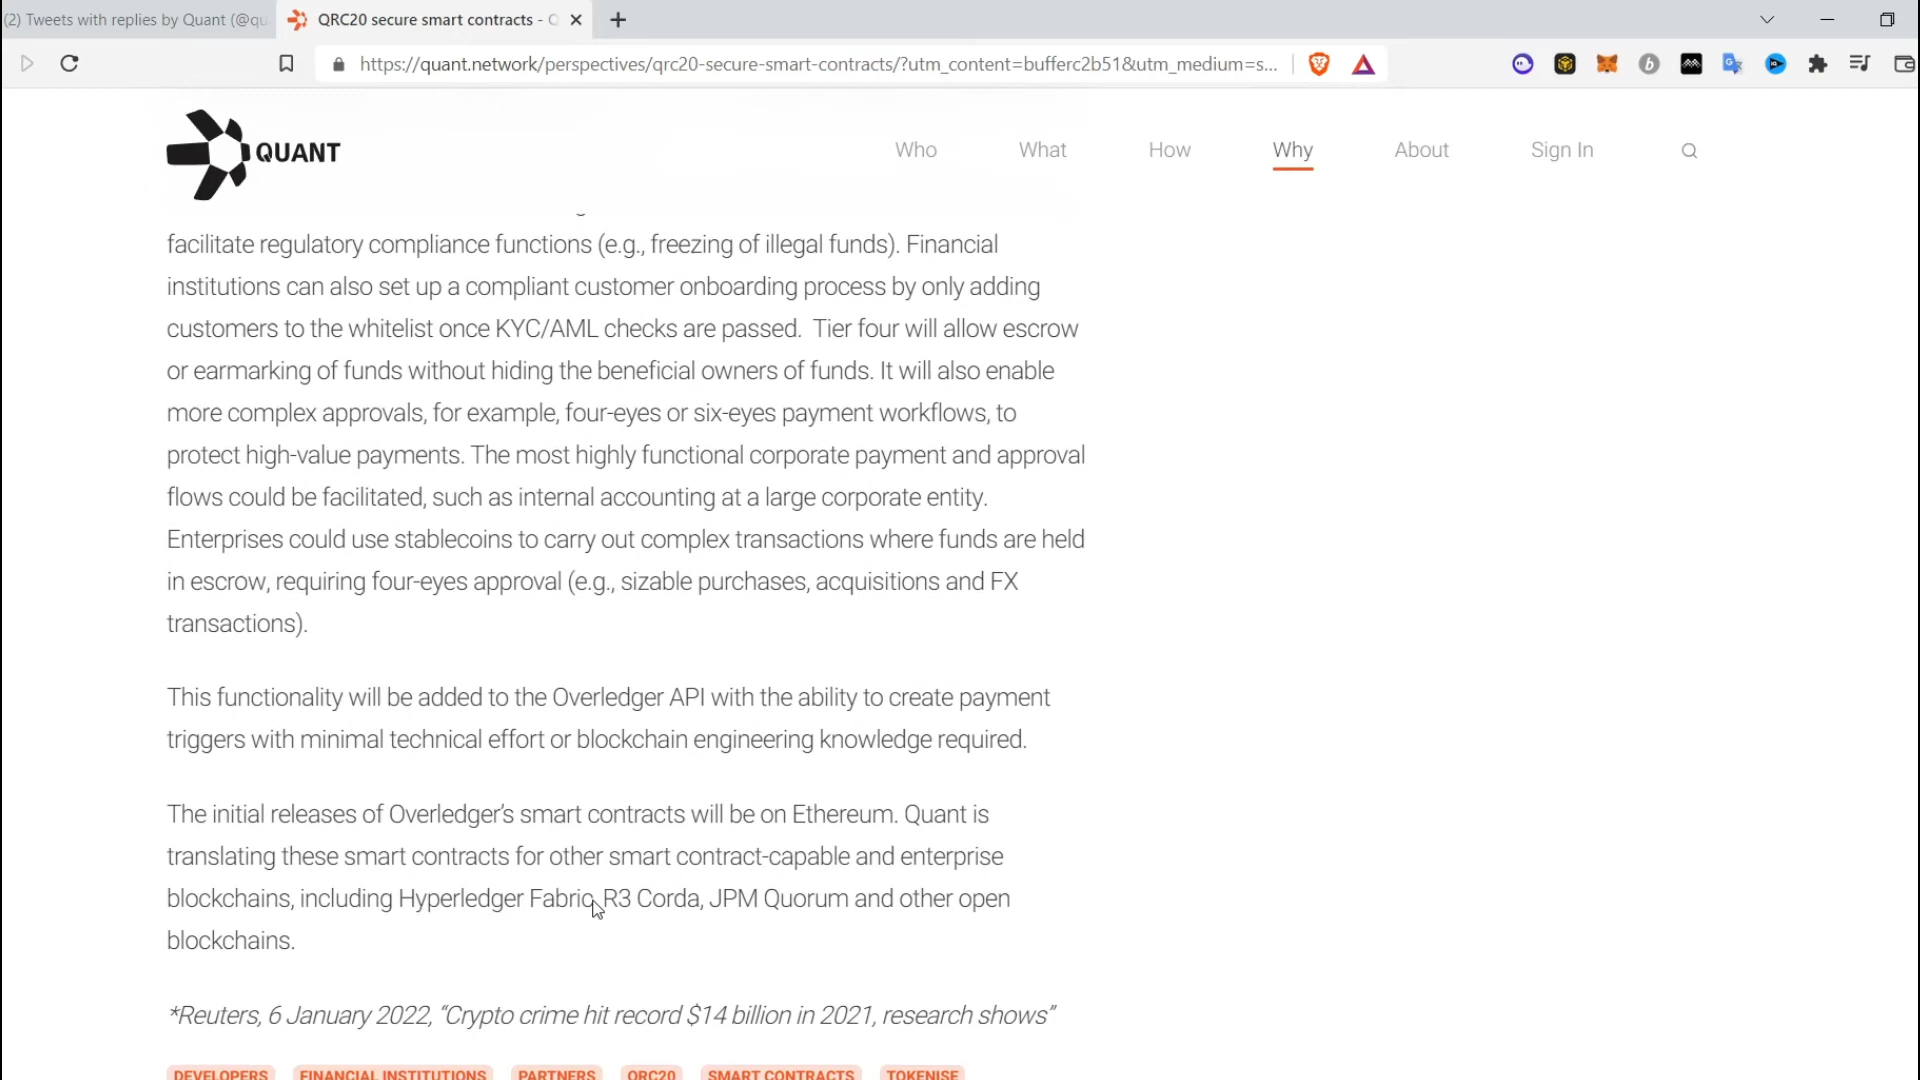 (2) Tweets with replies by Quant (@qu
QRC20 secure smart contracts - Q
https://quant.network/perspectives/qrc20-secure-smart-contracts/?utm_content=bufferc2b51&utm_medium=s...
QUANT
Who
What
How
Why
About
Sign In
facilitate regulatory compliance functions (e.g., freezing of illegal funds). Financial
institutions can also set up a compliant customer onboarding process by only adding
customers to the whitelist once KYC/AML checks are passed.  Tier four will allow escrow
or earmarking of funds without hiding the beneficial owners of funds. It will also enable
more complex approvals, for example, four-eyes or six-eyes payment workflows, to
protect high-value payments. The most highly functional corporate payment and approval
flows could be facilitated, such as internal accounting at a large corporate entity.
Enterprises could use stablecoins to carry out complex transactions where funds are held
in escrow, requiring four-eyes approval (e.g., sizable purchases, acquisitions and FX
transactions).
This functionality will be added to the Overledger API with the ability to create payment
triggers with minimal technical effort or blockchain engineering knowledge required.
The initial releases of Overledger’s smart contracts will be on Ethereum. Quant is
translating these smart contracts for other smart contract-capable and enterprise
blockchains, including Hyperledger Fabric, R3 Corda, JPM Quorum and other open
blockchains.
*Reuters, 6 January 2022, “Crypto crime hit record $14 billion in 2021, research shows”
DEVELOPERS
FINANCIAL INSTITUTIONS
PARTNERS
QRC20
SMART CONTRACTS
TOKENISE